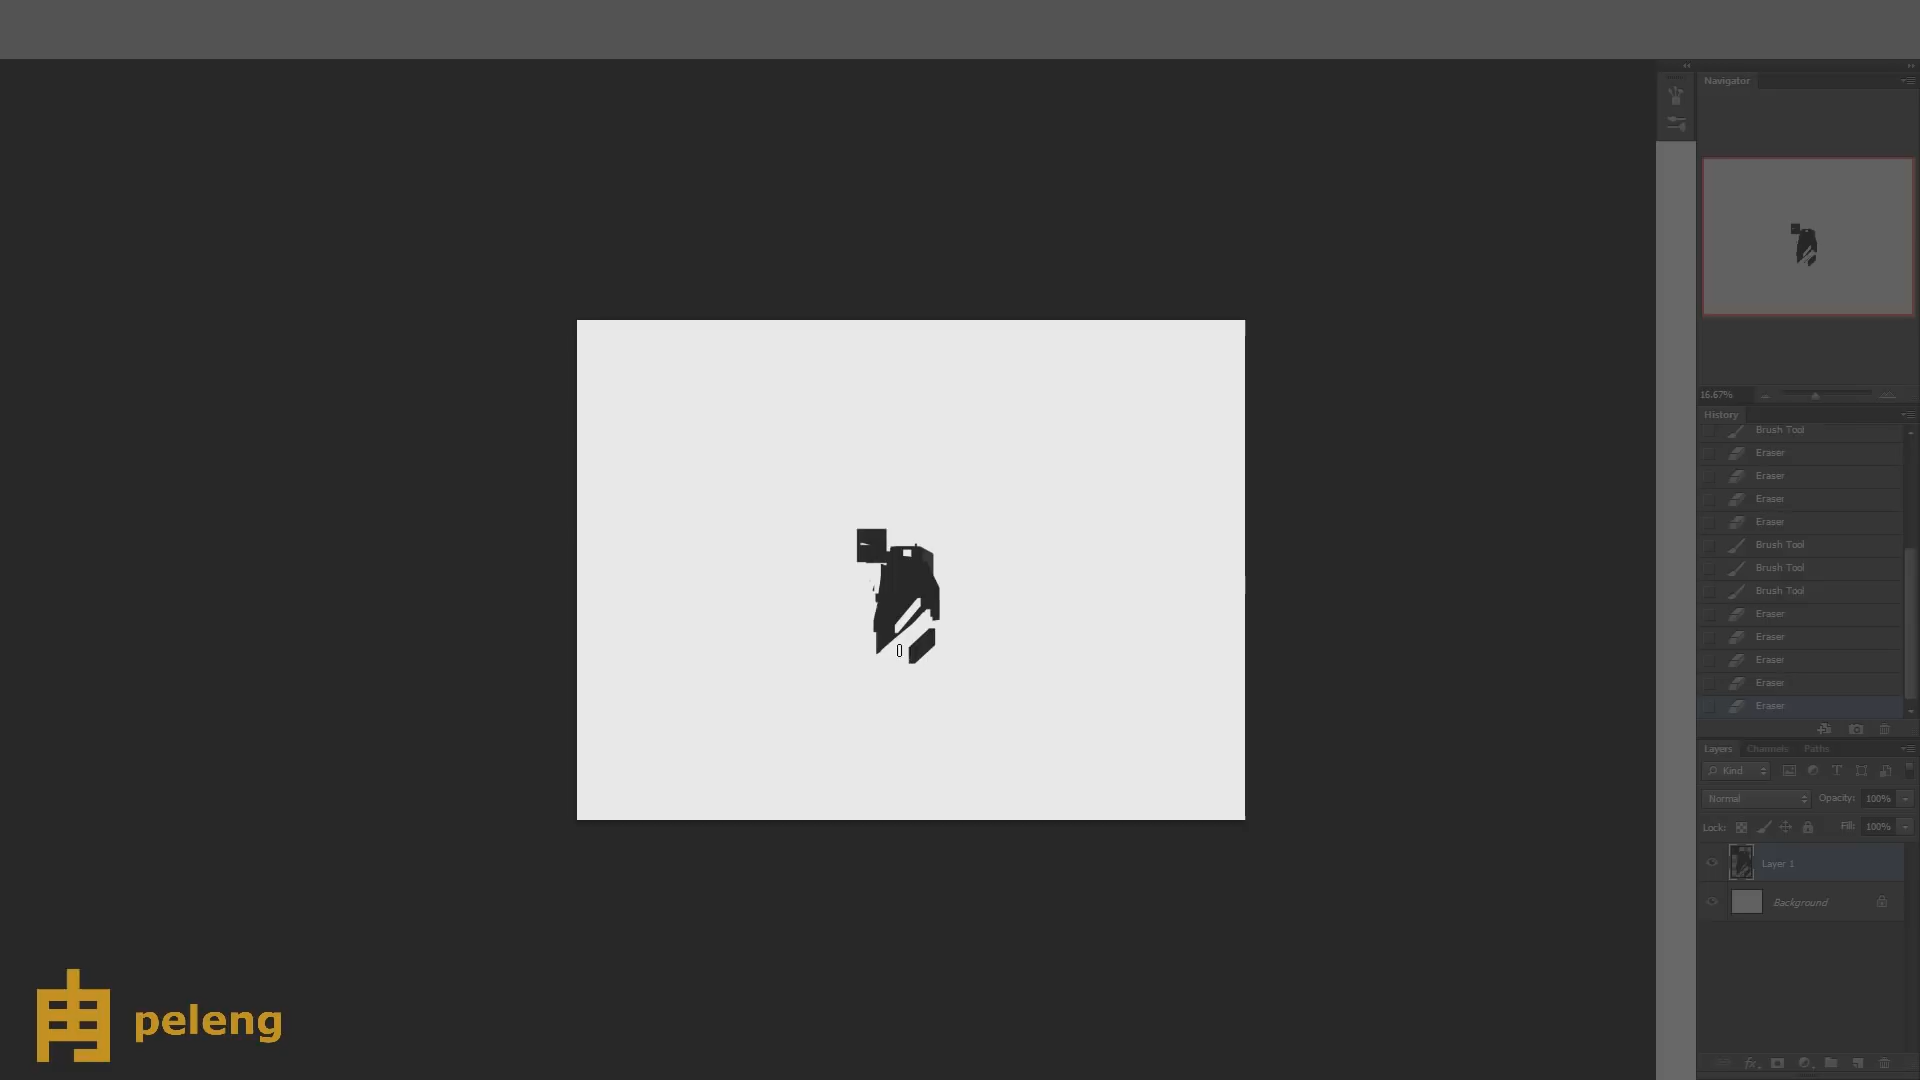 Navigator
16.67%
History
Brush Tool
Eraser
Eraser
Eraser
Eraser
Brush Tool
Brush Tool
Brush Tool
Eraser
Eraser
Eraser
Eraser
Eraser
Layers Channels Paths
Kind
Normal Opacity: 100%
Lock: Fill: 100%
Layer 1
Background
fx
peleng